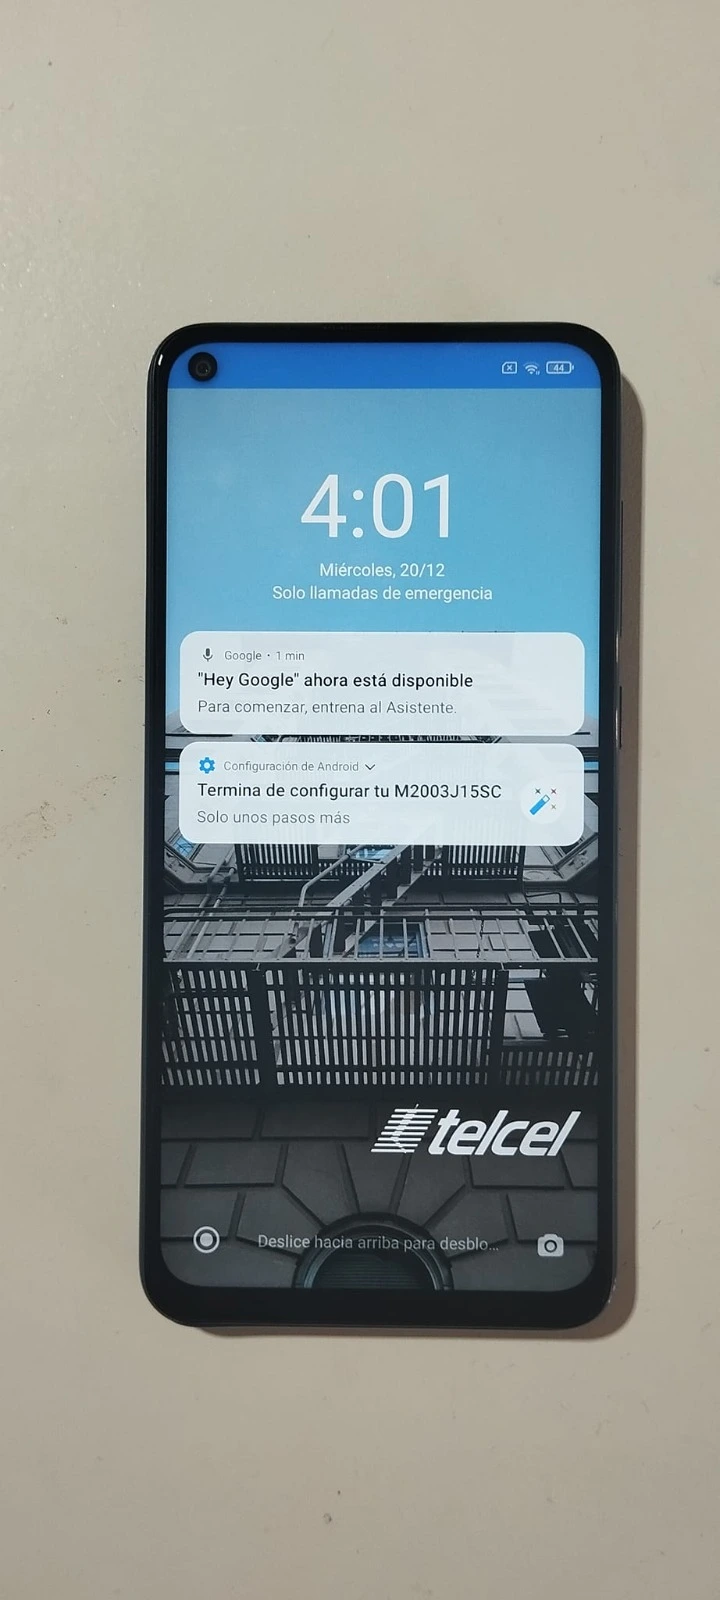 44
4:01
Miércoles, 20/12
Solo llamadas de emergencia
Google • 1 min
"Hey Google" ahora está disponible
Para comenzar, entrena al Asistente.
Configuración de Android
Termina de configurar tu M2003J15SC
Solo unos pasos más
telcel
Deslice hacia arriba para desblo...